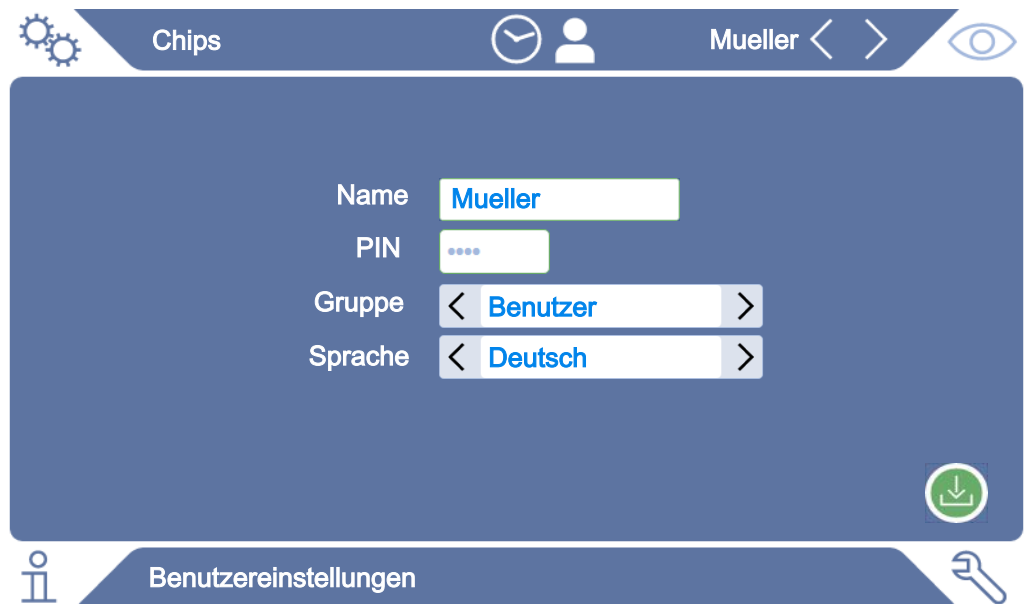 Chips
Mueller
Name Mueller
PIN ••••
Gruppe Benutzer
Sprache Deutsch
Benutzereinstellungen